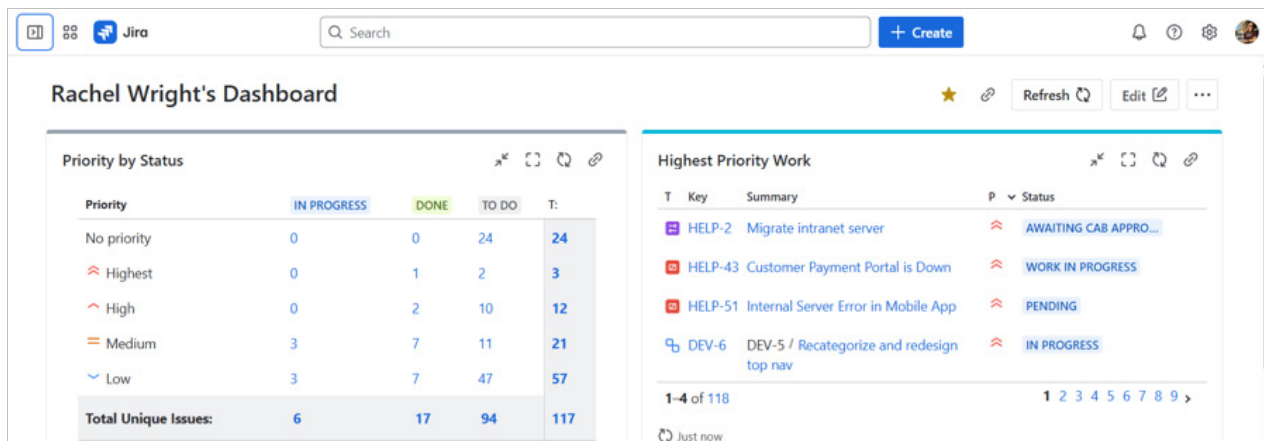 Jira
Search
+ Create
Rachel Wright's Dashboard
Refresh
Edit
Priority by Status
Priority IN PROGRESS DONE TO DO T:
No priority 0 0 24 24
Highest 0 1 2 3
High 0 2 10 12
Medium 3 7 11 21
Low 3 7 47 57
Total Unique Issues: 6 17 94 117
Highest Priority Work
T Key Summary P Status
HELP-2 Migrate intranet server AWAITING CAB APPRO...
HELP-43 Customer Payment Portal is Down WORK IN PROGRESS
HELP-51 Internal Server Error in Mobile App PENDING
DEV-6 DEV-5 / Recategorize and redesign IN PROGRESS
top nav
1–4 of 118 1 2 3 4 5 6 7 8 9
Just now